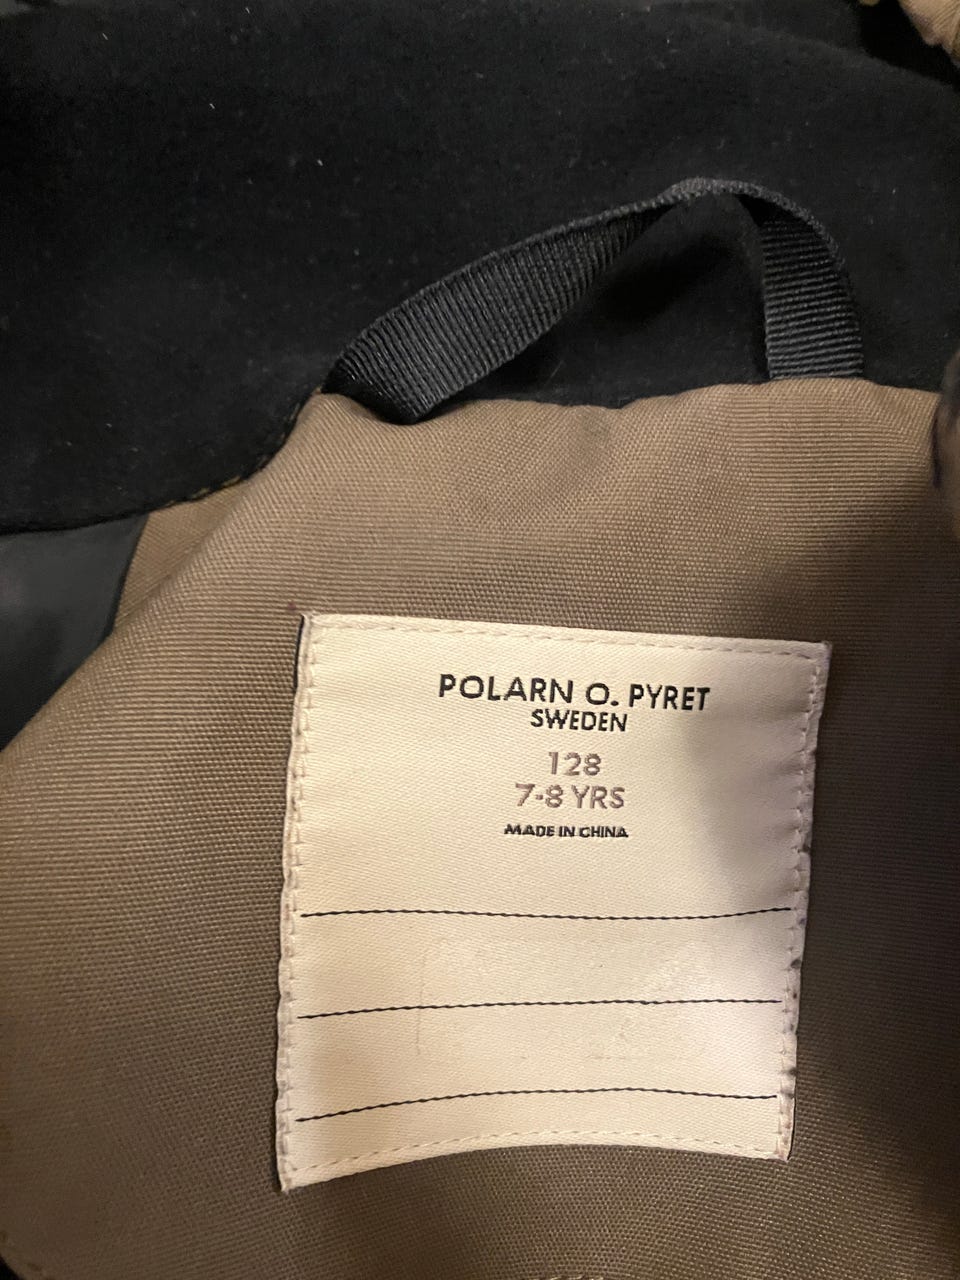 POLARN O. PYRET
SWEDEN
128
7-8 YRS
MADE IN CHINA